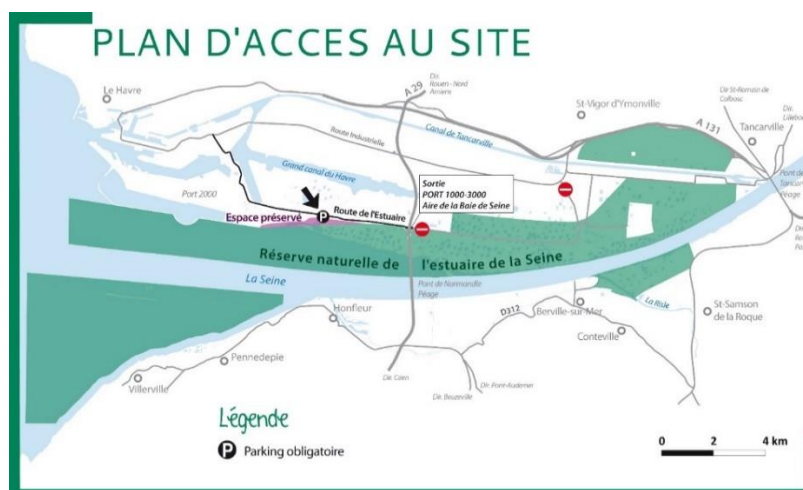 PLAN D'ACCES AU SITE
Le Havre
Dir.
Rouen - Nord
Amiens
A 29
St-Vigor d'Ymonville
Dir St-Romain de
Colbosc
Dir.
A 131
Tancarville
Canal de Tancarville
Route Industrielle
Grand canal du Havre
Pont de
Péage
Port 2000
Sortie
PORT 1000-3000
Aire de la Baie de Seine
P
Route de l'Estuaire
Espace préservé
Réserve naturelle de l'estuaire de la Seine
La Seine
Pont de Normandie
Péage
Honfleur
D312
Berville-sur-Mer
La Risle
St-Samson
de la Roque
Conteville
Pennedepie
Villerville
Dir. Caen
Dir. Pont-Audemer
Dir. Beuzeville
Légende
P Parking obligatoire
0 2 4 km